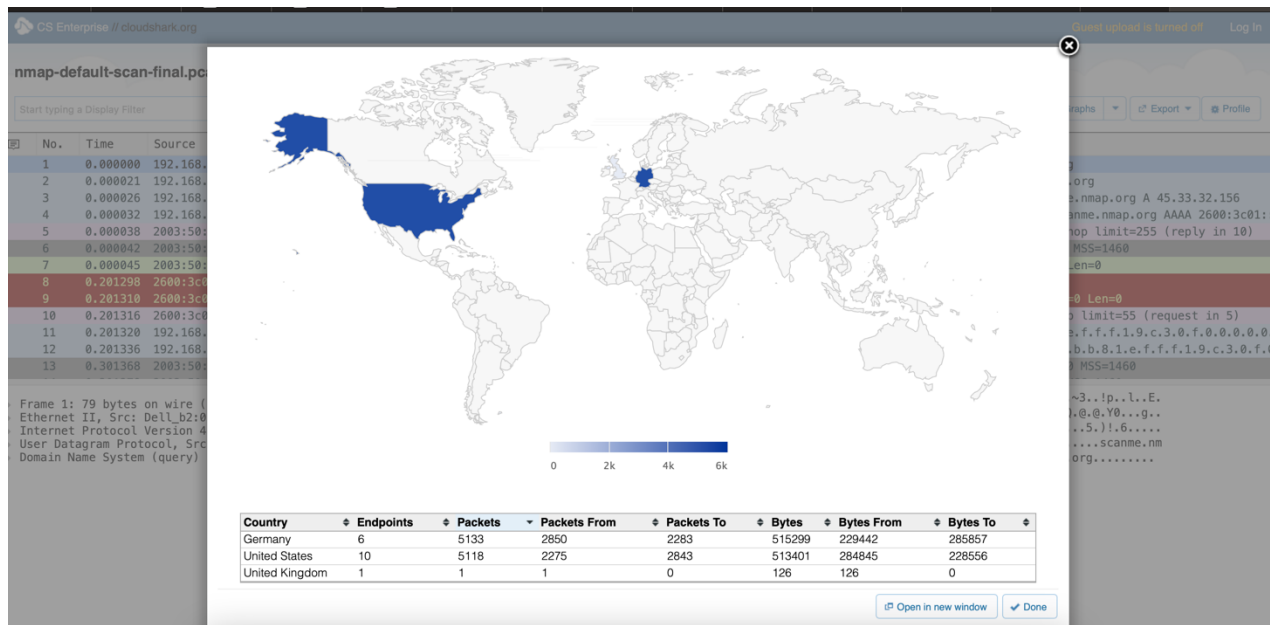 CS Enterprise // cloudshark.org
Guest upload is turned off
Log In
nmap-default-scan-final.pca
Start typing a Display Filter
raphs
Export
Profile
No. Time Source
1 0.000000 192.168.
2 0.000021 192.168.
3 0.000026 192.168.
4 0.000032 192.168.
5 0.000038 2003:50:
6 0.000042 2003:50:
7 0.000045 2003:50:
8 0.201298 2600:3c0
9 0.201310 2600:3c0
10 0.201316 2600:3c0
11 0.201320 192.168.
12 0.201336 192.168.
13 0.301368 2003:50:
.org
e.nmap.org A 45.33.32.156
anme.nmap.org AAAA 2600:3c01:
hop limit=255 (reply in 10)
MSS=1460
Len=0
=0 Len=0
p limit=55 (request in 5)
e.f.f.f.1.9.c.3.0.f.0.0.0.0.
.b.b.8.1.e.f.f.f.1.9.c.3.0.f.
MSS=1460
Frame 1: 79 bytes on wire (
Ethernet II, Src: Dell_b2:0
Internet Protocol Version 4
User Datagram Protocol, Src
Domain Name System (query)
~3..!p..l..E.
).@.@.Y0...g..
..5.)!.6.....
....scanme.nm
.org.........
0 2k 4k 6k
Country Endpoints Packets Packets From Packets To Bytes Bytes From Bytes To
Germany 6 5133 2850 2283 515299 229442 285857
United States 10 5118 2275 2843 513401 284845 228556
United Kingdom 1 1 1 0 126 126 0
Open in new window
Done